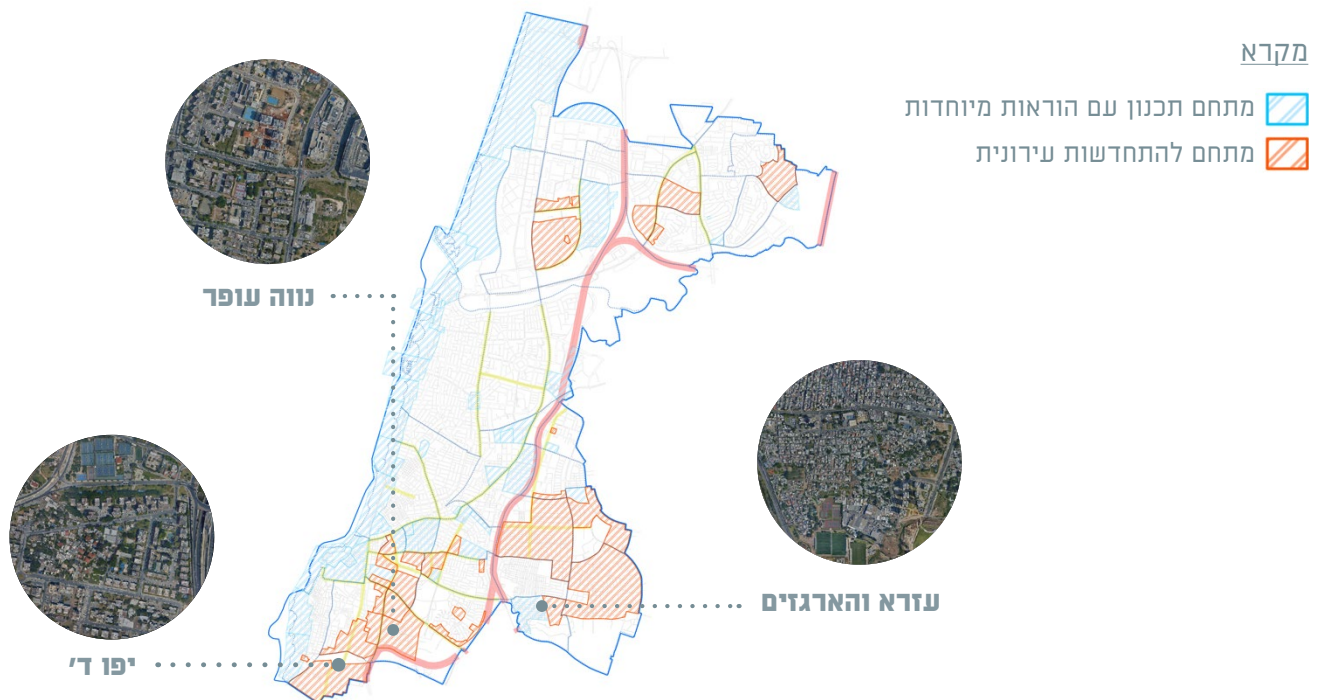 מקרא
מתחם תכנון עם הוראות מיוחדות
מתחם להתחדשות עירונית
נווה עופר
עזרא והארגזים
יפו ד'